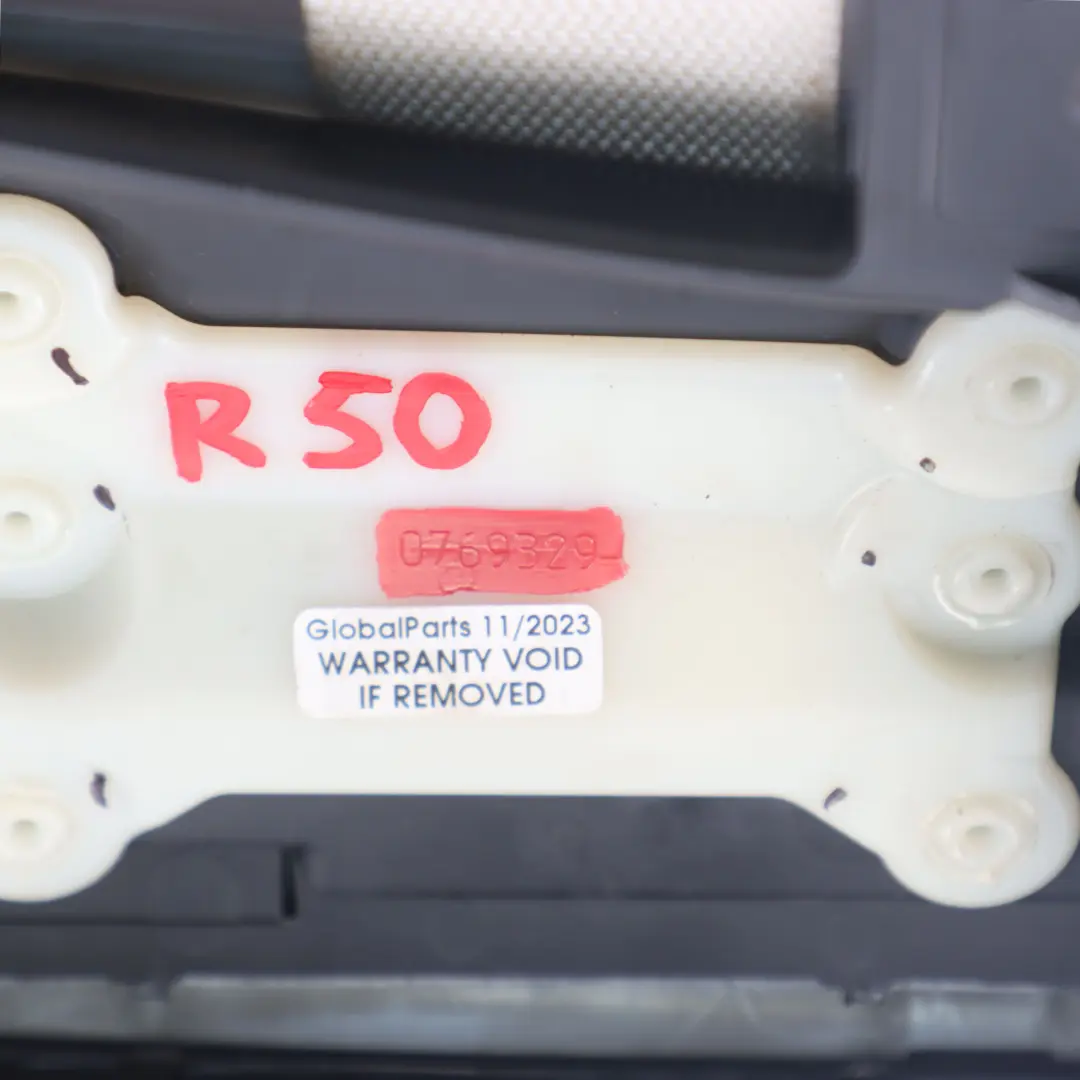 R50
0769329
GlobalParts 11/2023
WARRANTY VOID
IF REMOVED